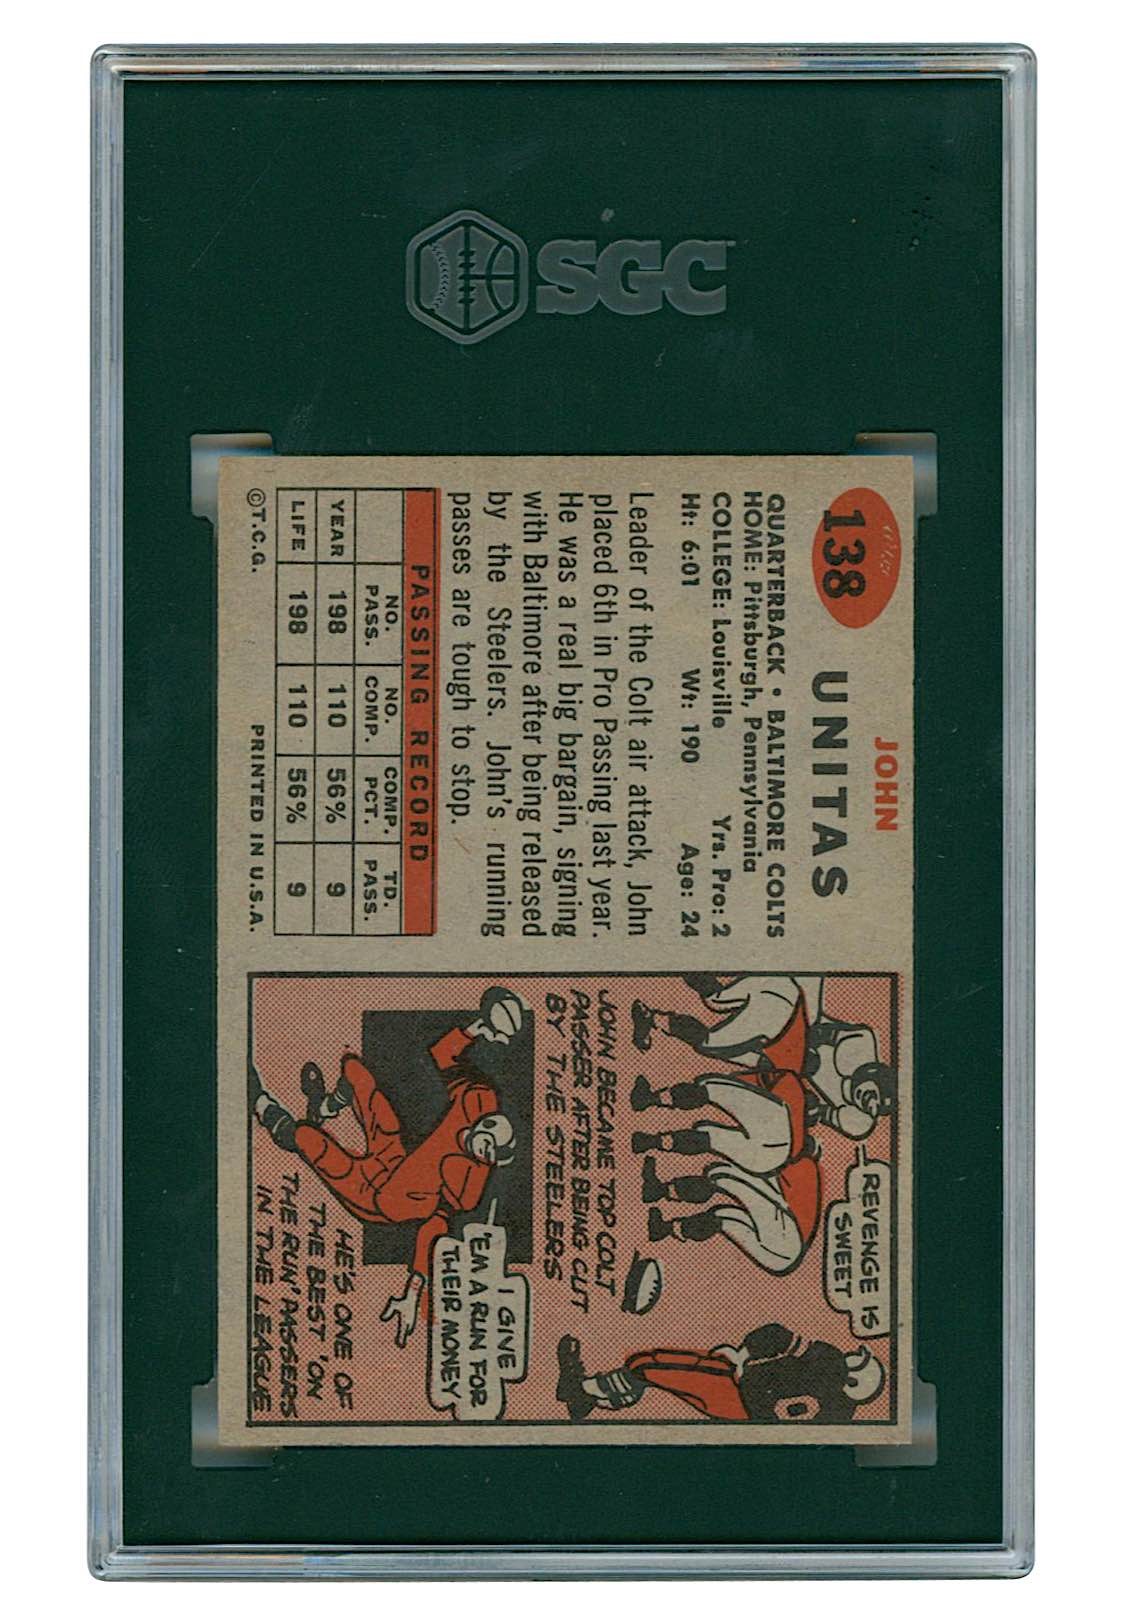 SGC
138
JOHN
UNITAS
QUARTERBACK • BALTIMORE COLTS
HOME: Pittsburgh, Pennsylvania
COLLEGE: Louisville Yrs. Pro: 2
Ht: 6:01 Wt: 190 Age: 24
Leader of the Colt air attack, John
placed 6th in Pro Passing last year.
He was a real big bargain, signing
with Baltimore after being released
by the Steelers. John's running
passes are tough to stop.
PASSING RECORD
NO. PASS. NO. COMP. COMP. PCT. TD. PASS.
YEAR 198 110 56% 9
LIFE 198 110 56% 9
©T.C.G. PRINTED IN U.S.A.
REVENGE IS
SWEET
JOHN BECAME TOP COLT
PASSER AFTER BEING CUT
BY THE STEELERS
I GIVE
'EM A RUN FOR
THEIR MONEY
HE'S ONE OF
THE BEST 'ON
THE RUN' PASSERS
IN THE LEAGUE